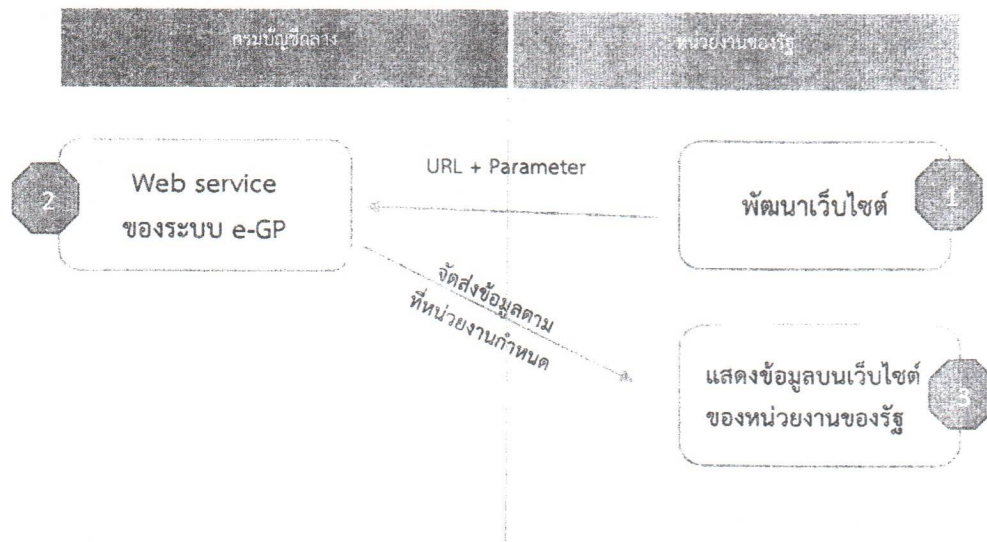 กรมบัญชีกลาง
หน่วยงานของรัฐ
2
Web service
ของระบบ e-GP
URL + Parameter
พัฒนาเว็บไซต์
1
จัดส่งข้อมูลตาม
ที่หน่วยงานกำหนด
แสดงข้อมูลบนเว็บไซต์
ของหน่วยงานของรัฐ
3